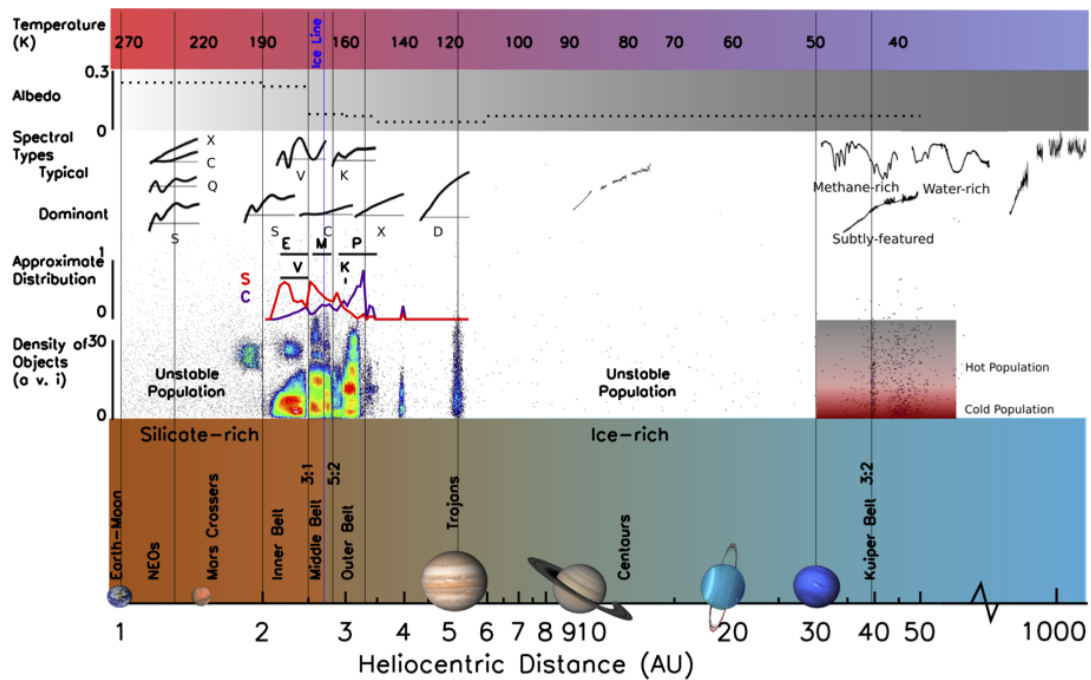 Temperature
(K)
270 220 190 Ice Line 160 140 120 100 90 80 70 60 50 40
0.3
Albedo
0
Spectral
Types
Typical
X
C
Q
V K
Methane-rich Water-rich
Dominant
S S C X D
Subtly-featured
E M P
V K
Approximate
Distribution
1
0
S
C
Density of
Objects
(a v. i)
30
0
Unstable
Population
Unstable
Population
Hot Population
Cold Population
Silicate-rich Ice-rich
Earth-Moon
NEOs
Mars Crossers
Inner Belt
3:1
Middle Belt
5:2
Outer Belt
Trojans
Centaurs
Kuiper Belt 3:2
1 2 3 4 5 6 7 8 9 10 20 30 40 50 1000
Heliocentric Distance (AU)